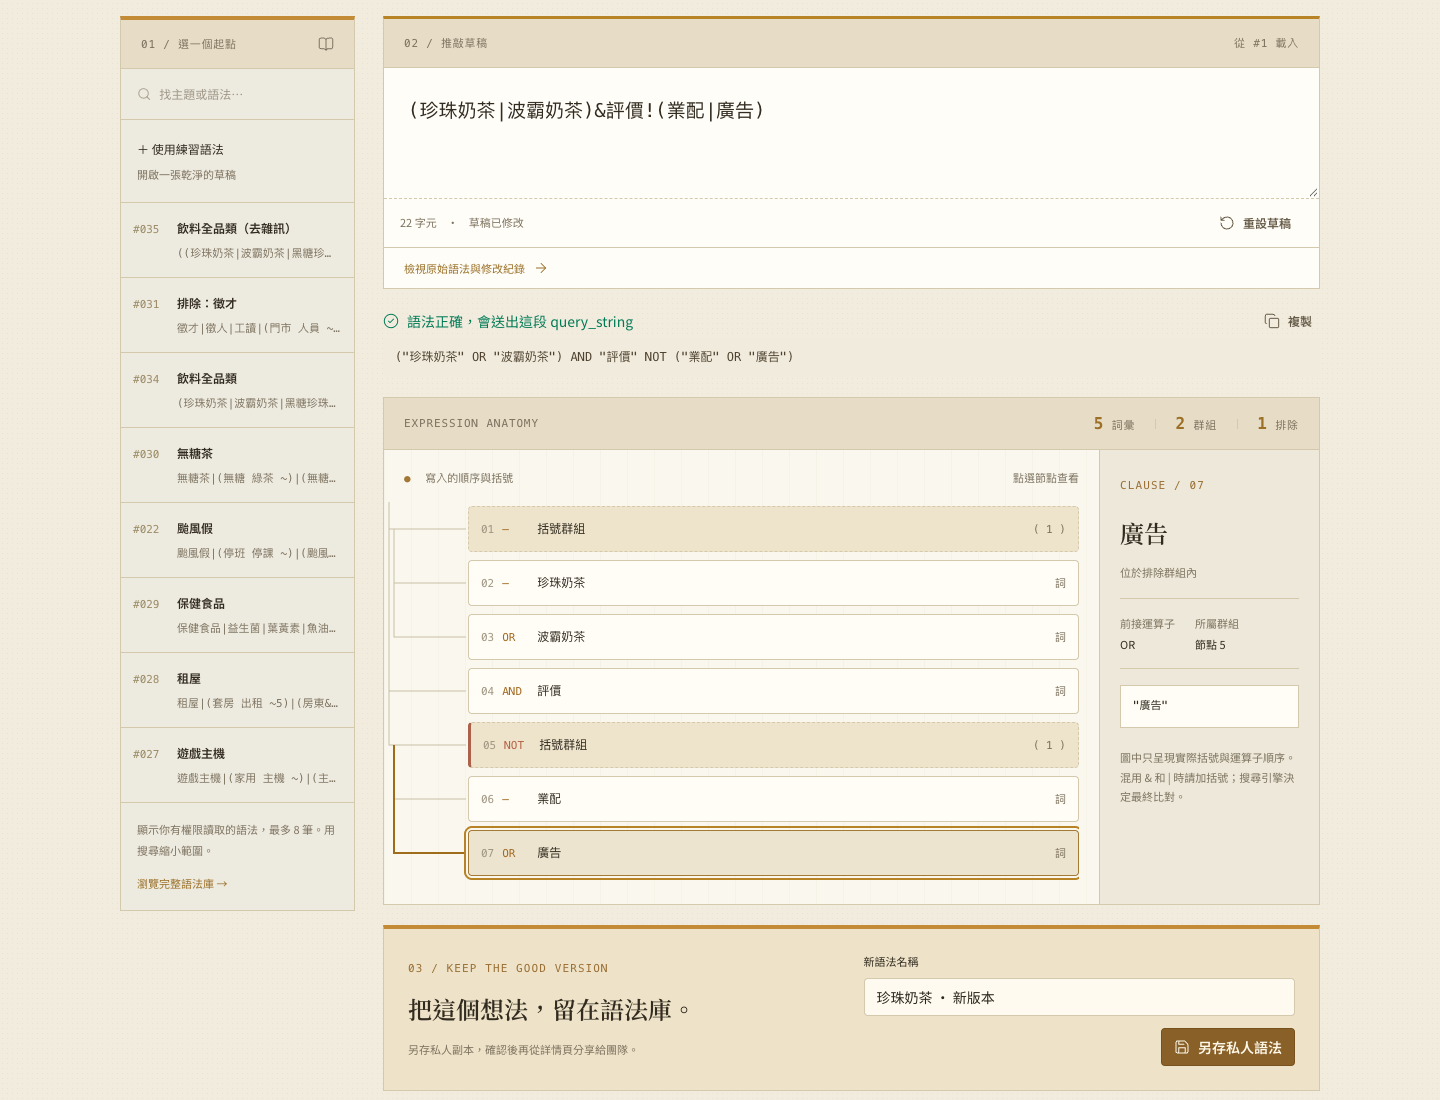 01 / 選一個起點
找主題或語法⋯
＋ 使用練習語法
開啟一張乾淨的草稿
#035 飲料全品類（去雜訊）
((珍珠奶茶|波霸奶茶|黑糖珍…
#031 排除：徵才
徵才|徵人|工讀|(門市 人員 ~…
#034 飲料全品類
(珍珠奶茶|波霸奶茶|黑糖珍珠…
#030 無糖茶
無糖茶|(無糖 綠茶 ~)|(無糖…
#022 颱風假
颱風假|(停班 停課 ~)|(颱風…
#029 保健食品
保健食品|益生菌|葉黃素|魚油…
#028 租屋
租屋|(套房 出租 ~5)|(房東&…
#027 遊戲主機
遊戲主機|(家用 主機 ~)|(主…
顯示你有權限讀取的語法，最多 8 筆。用
搜尋縮小範圍。
瀏覽完整語法庫 →
02 / 推敲草稿
從 #1 載入
(珍珠奶茶|波霸奶茶)&評價!(業配|廣告)
22 字元 ・ 草稿已修改
重設草稿
檢視原始語法與修改紀錄 →
語法正確，會送出這段 query_string
複製
("珍珠奶茶" OR "波霸奶茶") AND "評價" NOT ("業配" OR "廣告")
EXPRESSION ANATOMY
5 詞彙 2 群組 1 排除
● 寫入的順序與括號
點選節點查看
01 — 括號群組 ( 1 )
02 — 珍珠奶茶 詞
03 OR 波霸奶茶 詞
04 AND 評價 詞
05 NOT 括號群組 ( 1 )
06 — 業配 詞
07 OR 廣告 詞
CLAUSE / 07
廣告
位於排除群組內
前接運算子 所屬群組
OR 節點 5
"廣告"
圖中只呈現實際括號與運算子順序。
混用 & 和 | 時請加括號；搜尋引擎決
定最終比對。
03 / KEEP THE GOOD VERSION
把這個想法，留在語法庫。
另存私人副本，確認後再從詳情頁分享給團隊。
新語法名稱
珍珠奶茶 · 新版本
另存私人語法